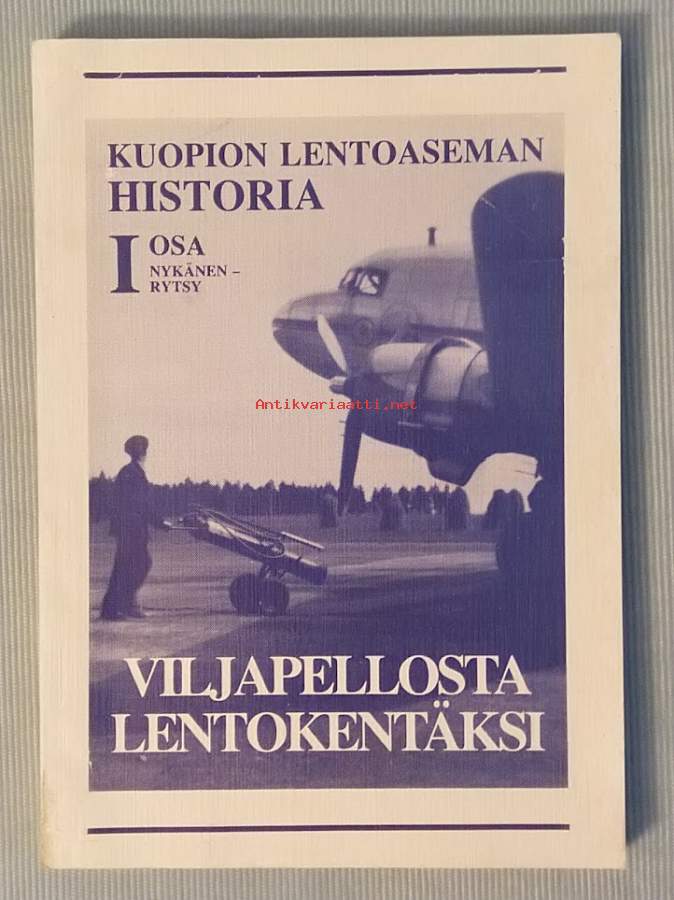 KUOPION LENTOASEMAN
HISTORIA
I OSA
NYKÄNEN –
RYTSY
Antikvariaatti.net
VILJAPELLOSTA
LENTOKENTÄKSI